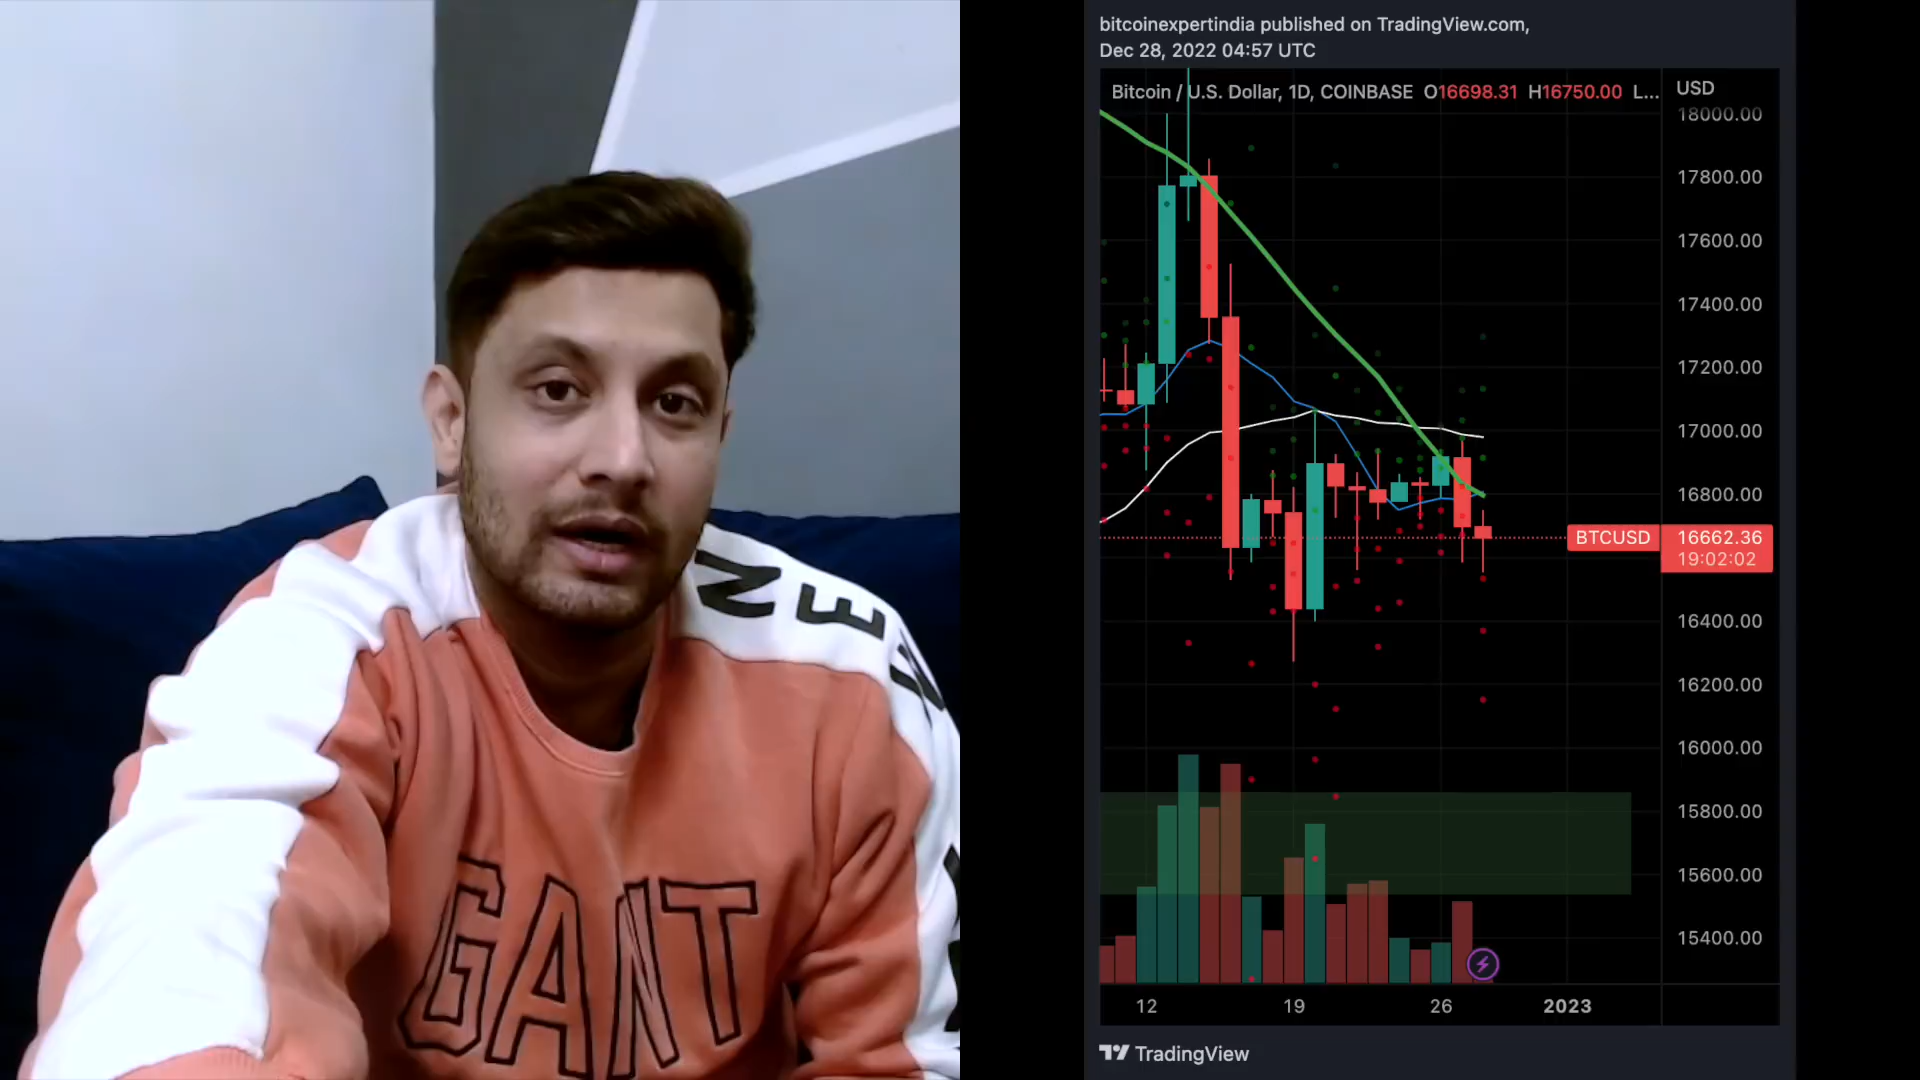 bitcoinexpertindia published on TradingView.com,
Dec 28, 2022 04:57 UTC
Bitcoin / U.S. Dollar, 1D, COINBASE O16698.31 H16750.00 L...
USD
18000.00
17800.00
17600.00
17400.00
17200.00
17000.00
16800.00
BTCUSD 16662.36
19:02:02
16400.00
16200.00
16000.00
15800.00
15600.00
15400.00
12 19 26 2023
TradingView
N
E
GANT